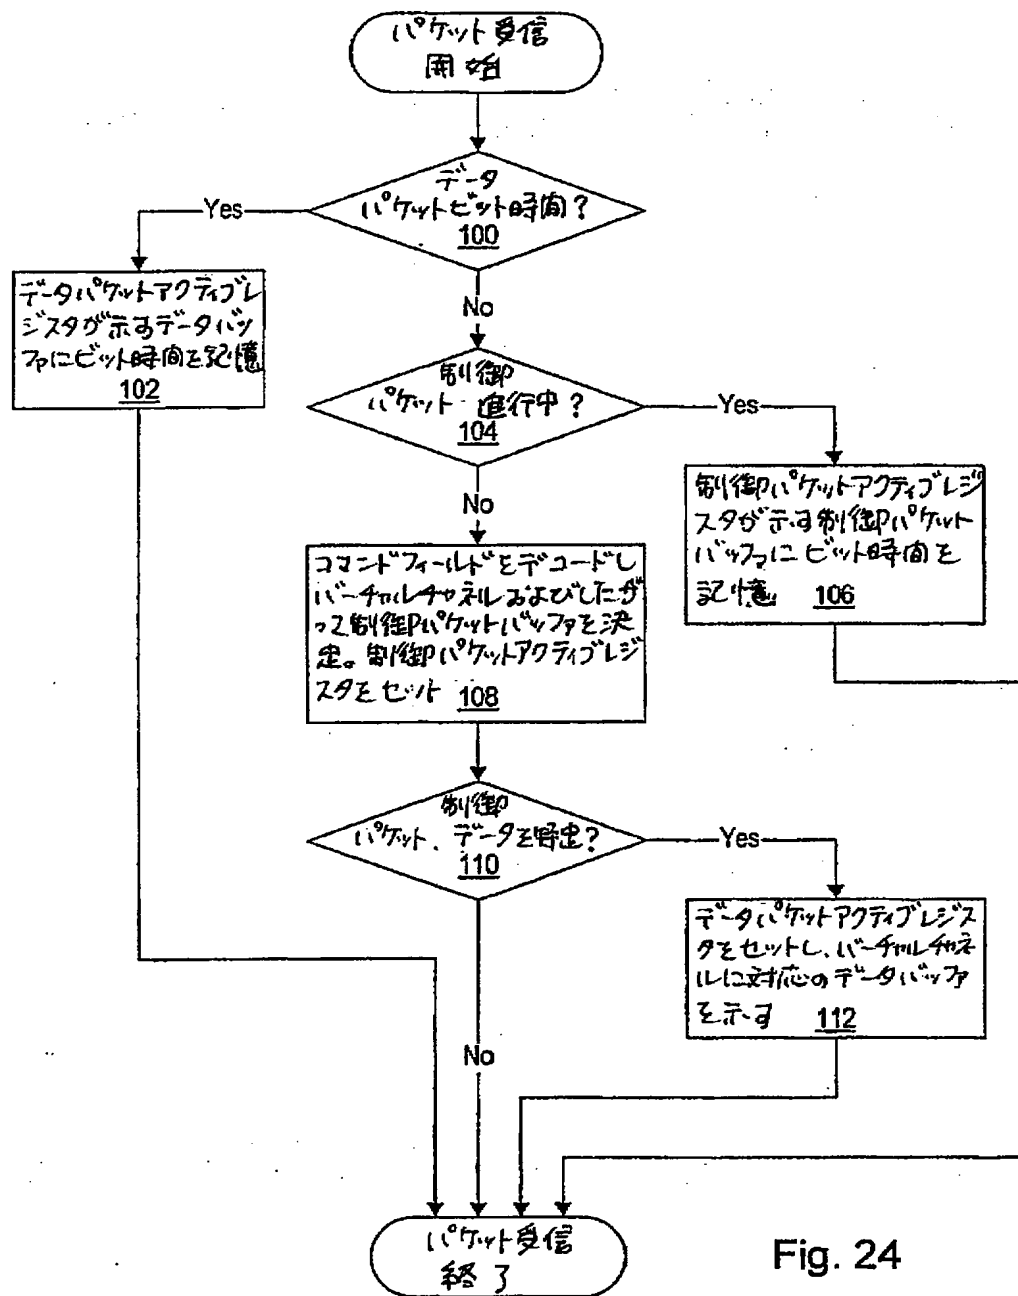 パケット受信
開始
データ
パケットビット時間?
100
Yes
No
データパケットアクティブレ
ジスタが示すデータバッ
ファにビット時間を記憶
102
制御
パケット進行中?
104
Yes
No
制御パケットアクティブレジ
スタが示す制御パケット
バッファにビット時間を
記憶 106
コマンドフィールドをデコードし
バーチャルチャネルおよびしたが
って制御パケットバッファを決
定。制御パケットアクティブレジ
スタをセット 108
制御
パケット、データを特定?
110
Yes
No
データパケットアクティブレジス
タをセットし、バーチャルチャネ
ルに対応のデータバッファ
を示す 112
パケット受信
終了
Fig. 24